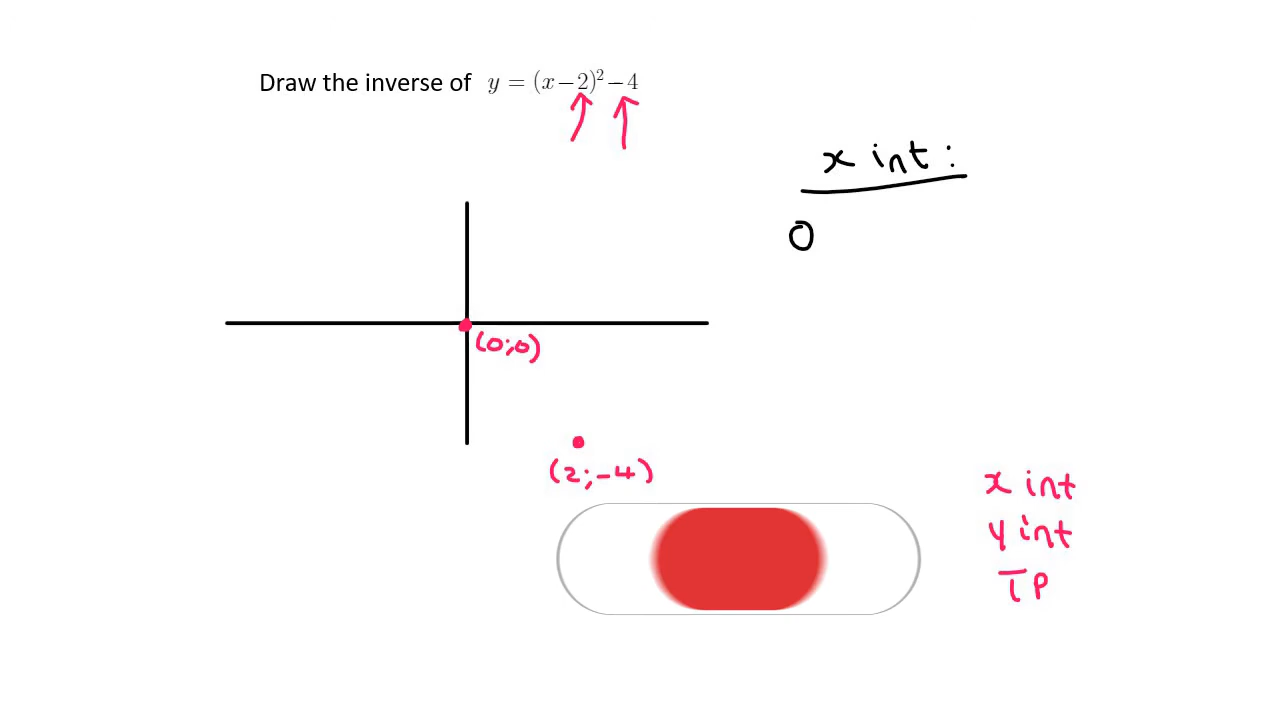 Draw the inverse of y = (x−2)²−4
x int :
0
(0;0)
(2;-4)
x int
y int
TP